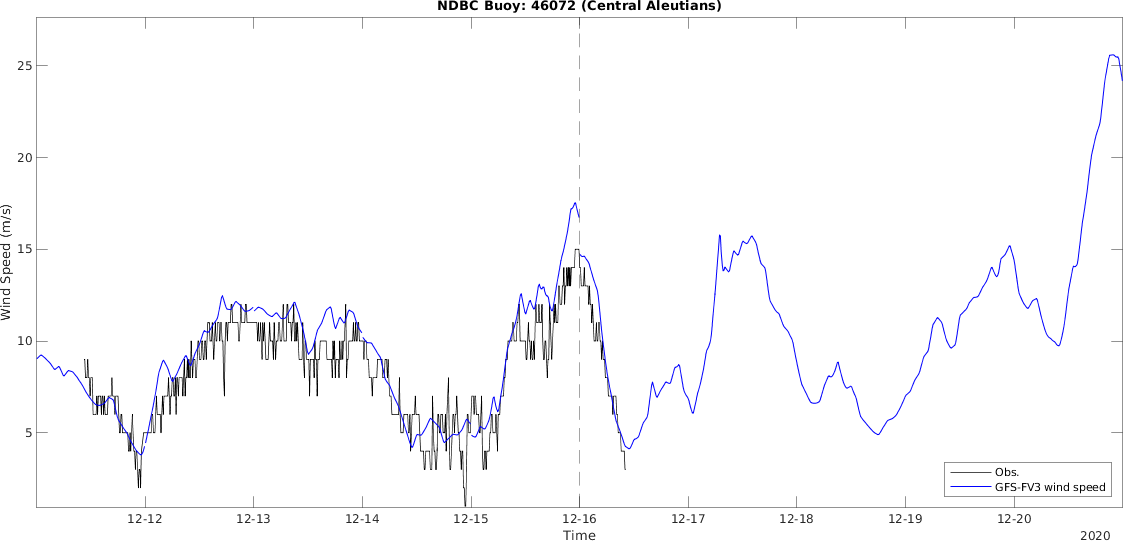 NDBC Buoy: 46072 (Central Aleutians)
25
20
15
10
5
Wind Speed (m/s)
12-12 12-13 12-14 12-15 12-16 12-17 12-18 12-19 12-20
Time
2020
Obs.
GFS-FV3 wind speed